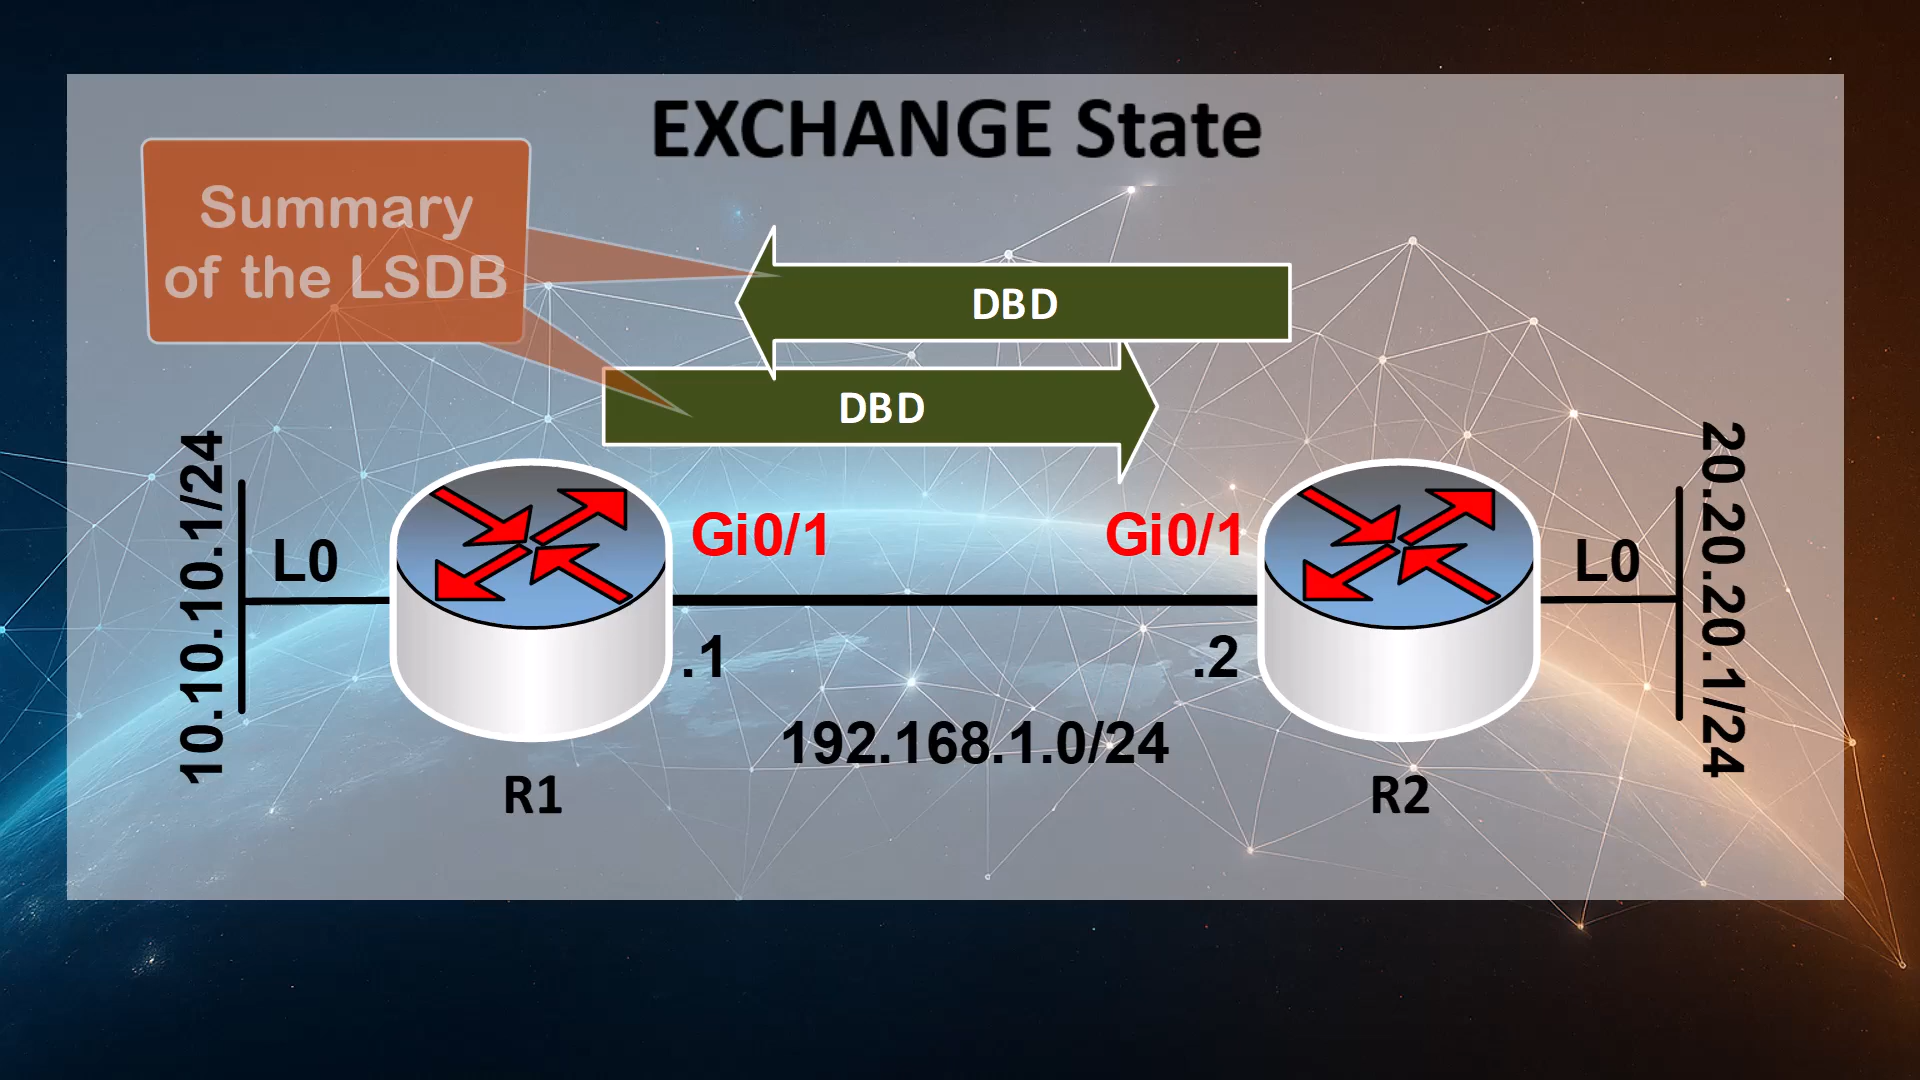 EXCHANGE State
Summary
of the LSDB
DBD
DBD
10.10.10.1/24
L0
Gi0/1
Gi0/1
L0
20.20.20.1/24
.1
.2
192.168.1.0/24
R1
R2